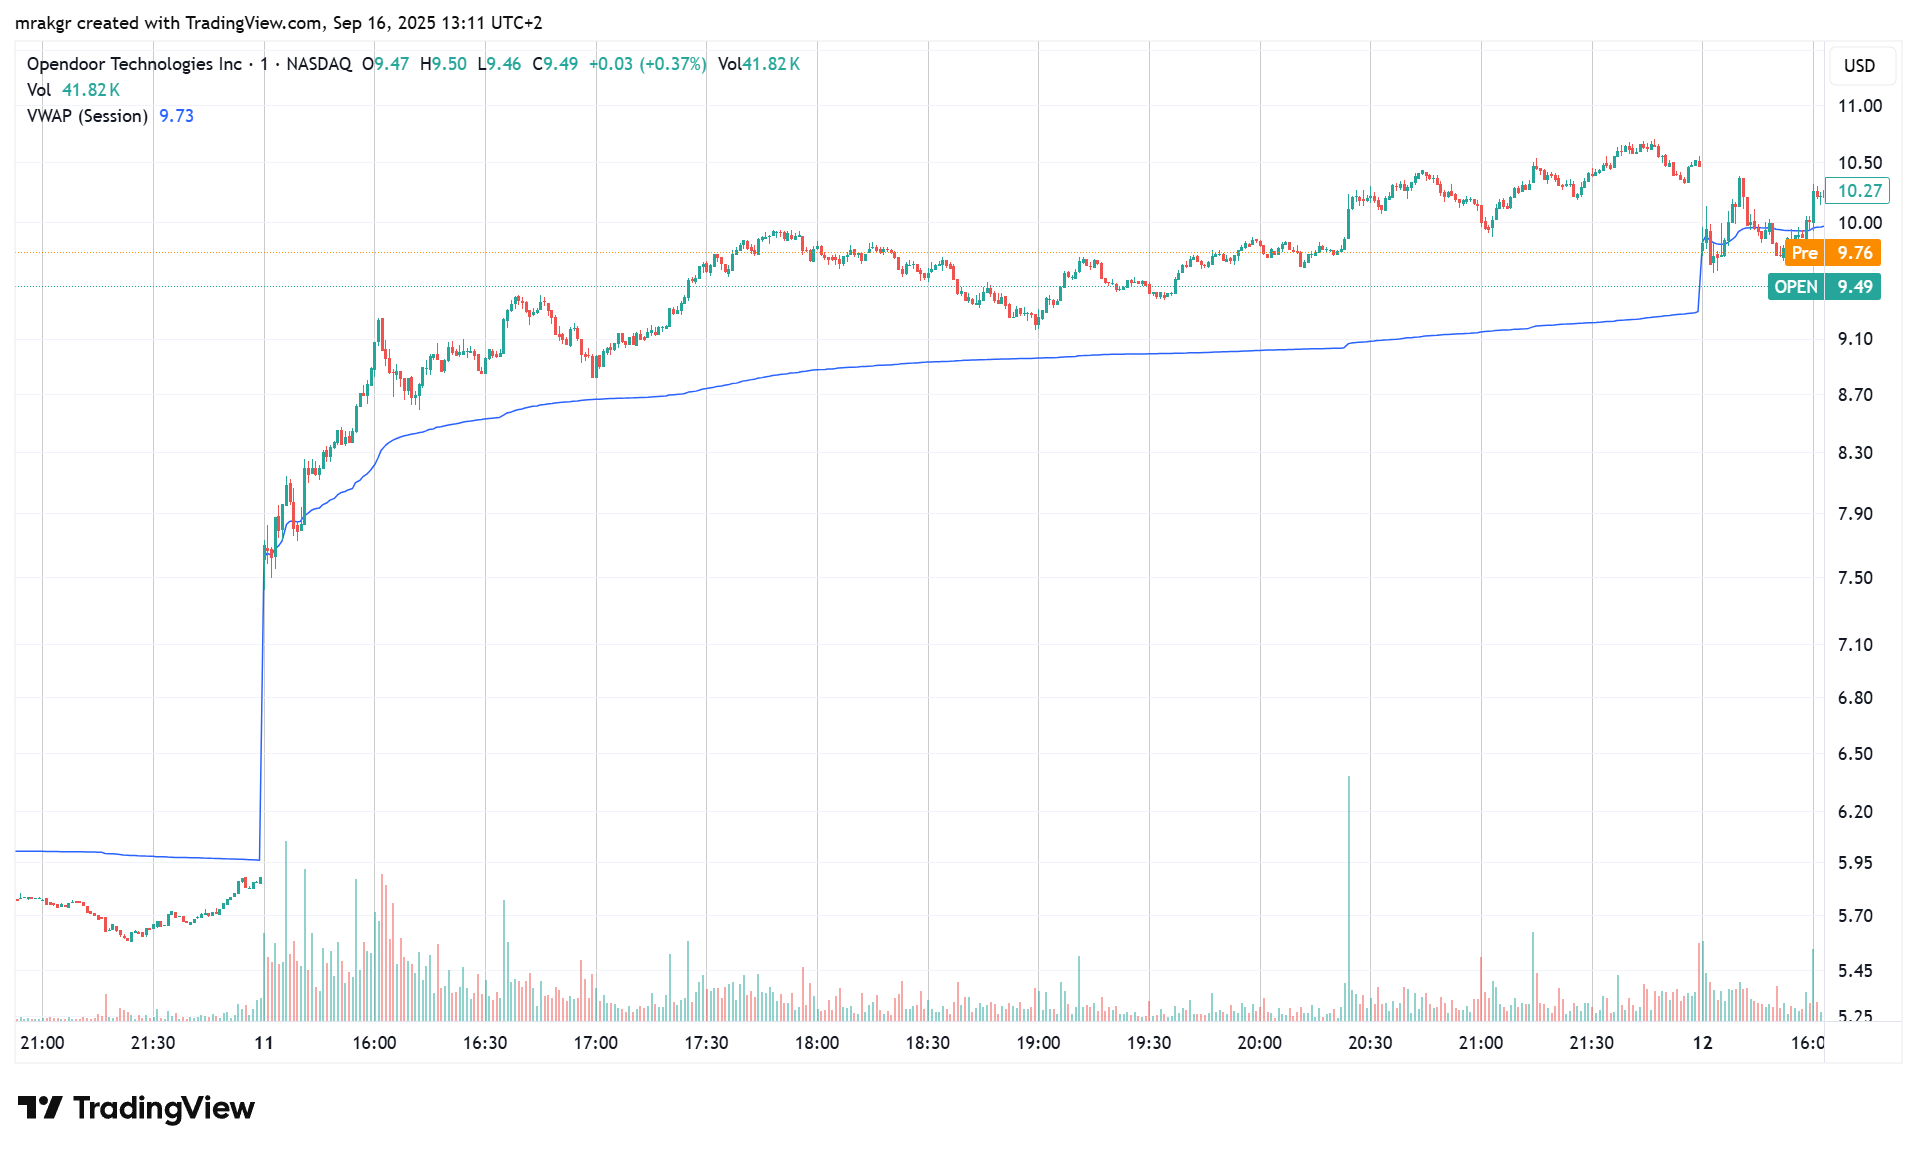 mrakgr created with TradingView.com, Sep 16, 2025 13:11 UTC+2
Opendoor Technologies Inc · 1 · NASDAQ O9.47 H9.50 L9.46 C9.49 +0.03 (+0.37%) Vol41.82 K
Vol 41.82 K
VWAP (Session) 9.73
USD
11.00
10.50
10.27
10.00
Pre 9.76
OPEN 9.49
9.10
8.70
8.30
7.90
7.50
7.10
6.80
6.50
6.20
5.95
5.70
5.45
5.25
21:00 21:30 11 16:00 16:30 17:00 17:30 18:00 18:30 19:00 19:30 20:00 20:30 21:00 21:30 12 16:0
TradingView